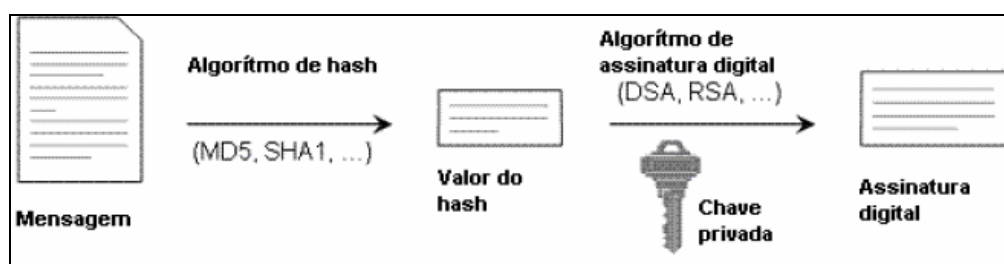 Mensagem
Algorítmo de hash
(MD5, SHA1, ...)
Valor do
hash
Algorítmo de
assinatura digital
(DSA, RSA, ...)
Chave
privada
Assinatura
digital